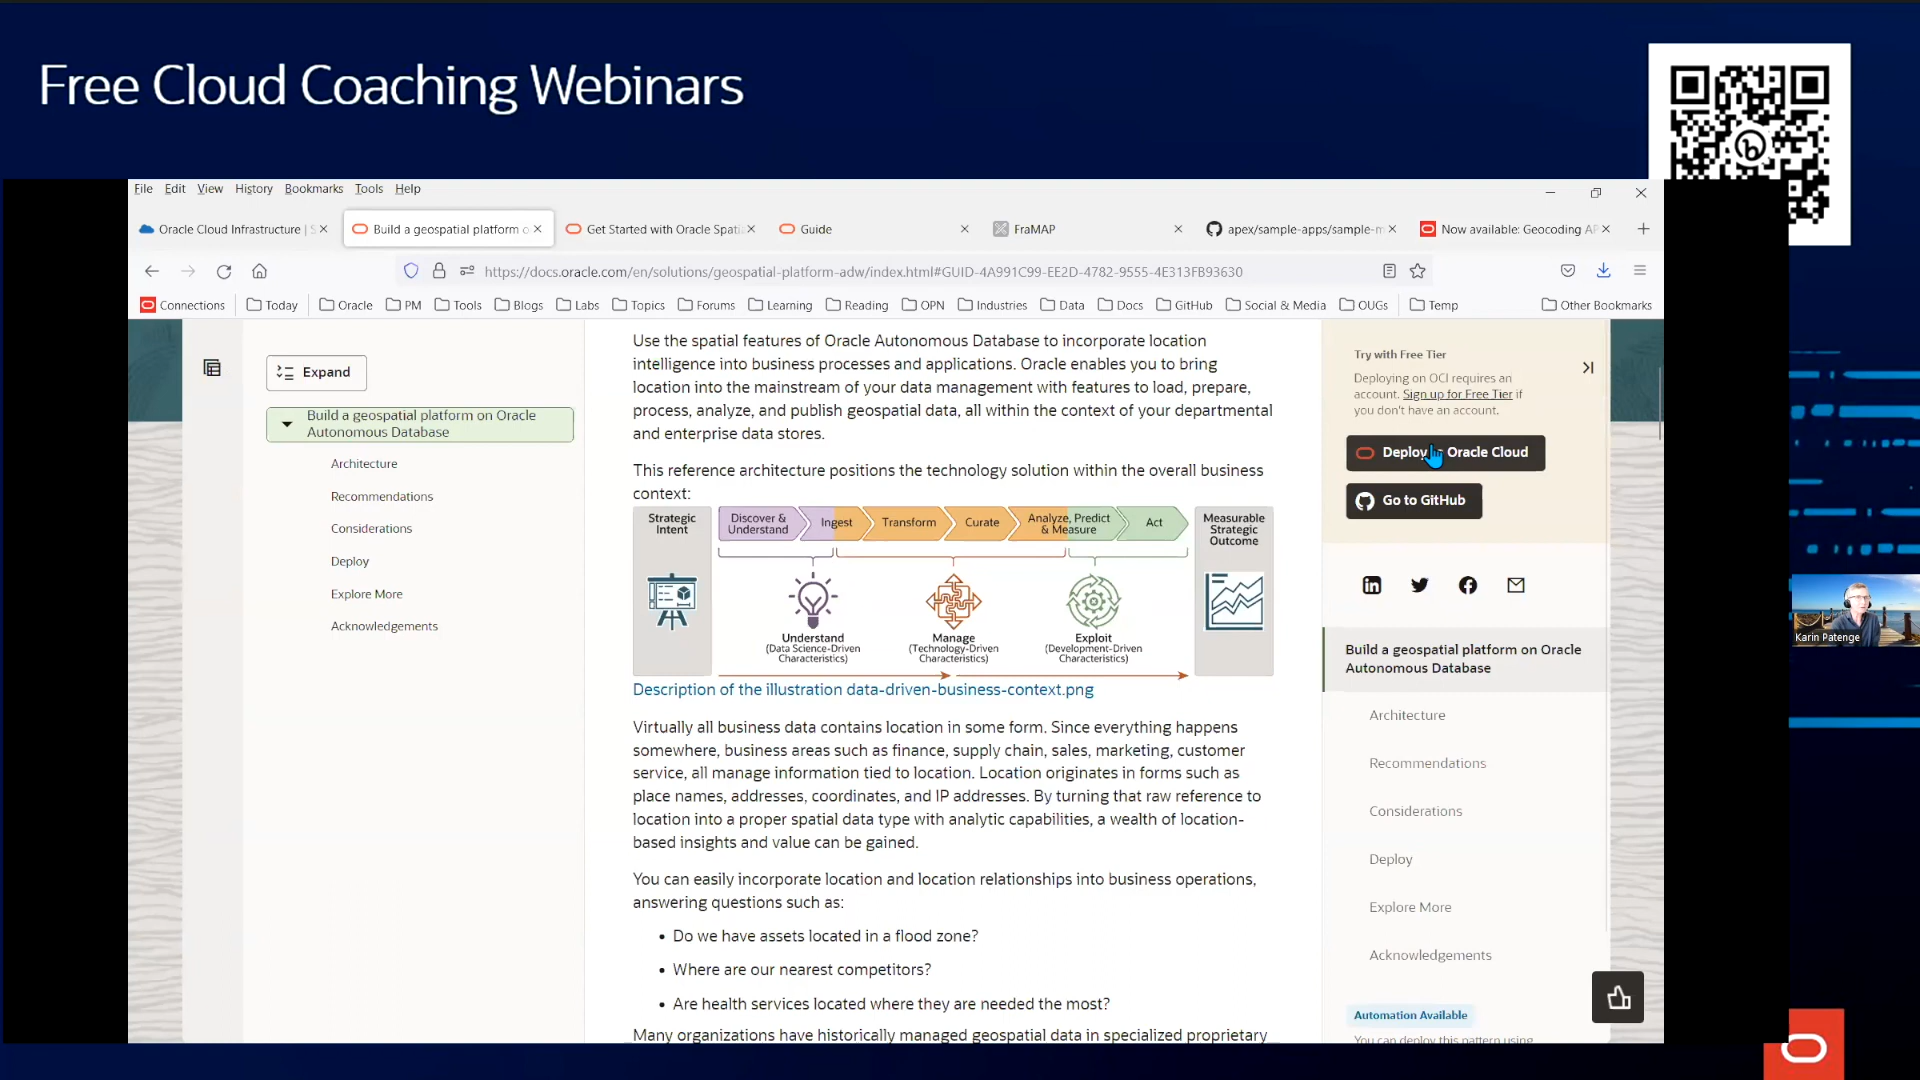 Free Cloud Coaching Webinars
File Edit View History Bookmarks Tools Help
Oracle Cloud Infrastructure | S
Build a geospatial platform o
Get Started with Oracle Spati
Guide
FraMAP
apex/sample-apps/sample-m
Now available: Geocoding AP
https://docs.oracle.com/en/solutions/geospatial-platform-adw/index.html#GUID-4A991C99-EE2D-4782-9555-4E313FB93630
Connections Today Oracle PM Tools Blogs Labs Topics Forums Learning Reading OPN Industries Data Docs GitHub Social & Media OUGs Temp Other Bookmarks
Expand
Build a geospatial platform on Oracle
Autonomous Database
Architecture
Recommendations
Considerations
Deploy
Explore More
Acknowledgements
Use the spatial features of Oracle Autonomous Database to incorporate location
intelligence into business processes and applications. Oracle enables you to bring
location into the mainstream of your data management with features to load, prepare,
process, analyze, and publish geospatial data, all within the context of your departmental
and enterprise data stores.
This reference architecture positions the technology solution within the overall business
context:
Strategic
Intent
Discover &
Understand
Ingest
Transform
Curate
Analyze, Predict
& Measure
Act
Measurable
Strategic
Outcome
Understand
(Data Science-Driven
Characteristics)
Manage
(Technology-Driven
Characteristics)
Exploit
(Development-Driven
Characteristics)
Description of the illustration data-driven-business-context.png
Virtually all business data contains location in some form. Since everything happens
somewhere, business areas such as finance, supply chain, sales, marketing, customer
service, all manage information tied to location. Location originates in forms such as
place names, addresses, coordinates, and IP addresses. By turning that raw reference to
location into a proper spatial data type with analytic capabilities, a wealth of location-
based insights and value can be gained.
You can easily incorporate location and location relationships into business operations,
answering questions such as:
• Do we have assets located in a flood zone?
• Where are our nearest competitors?
• Are health services located where they are needed the most?
Many organizations have historically managed geospatial data in specialized proprietary
Try with Free Tier
Deploying on OCI requires an
account. Sign up for Free Tier if
you don't have an account.
Deploy Oracle Cloud
Go to GitHub
Build a geospatial platform on Oracle
Autonomous Database
Architecture
Recommendations
Considerations
Deploy
Explore More
Acknowledgements
Automation Available
You can deploy this pattern using
Karin Patenge